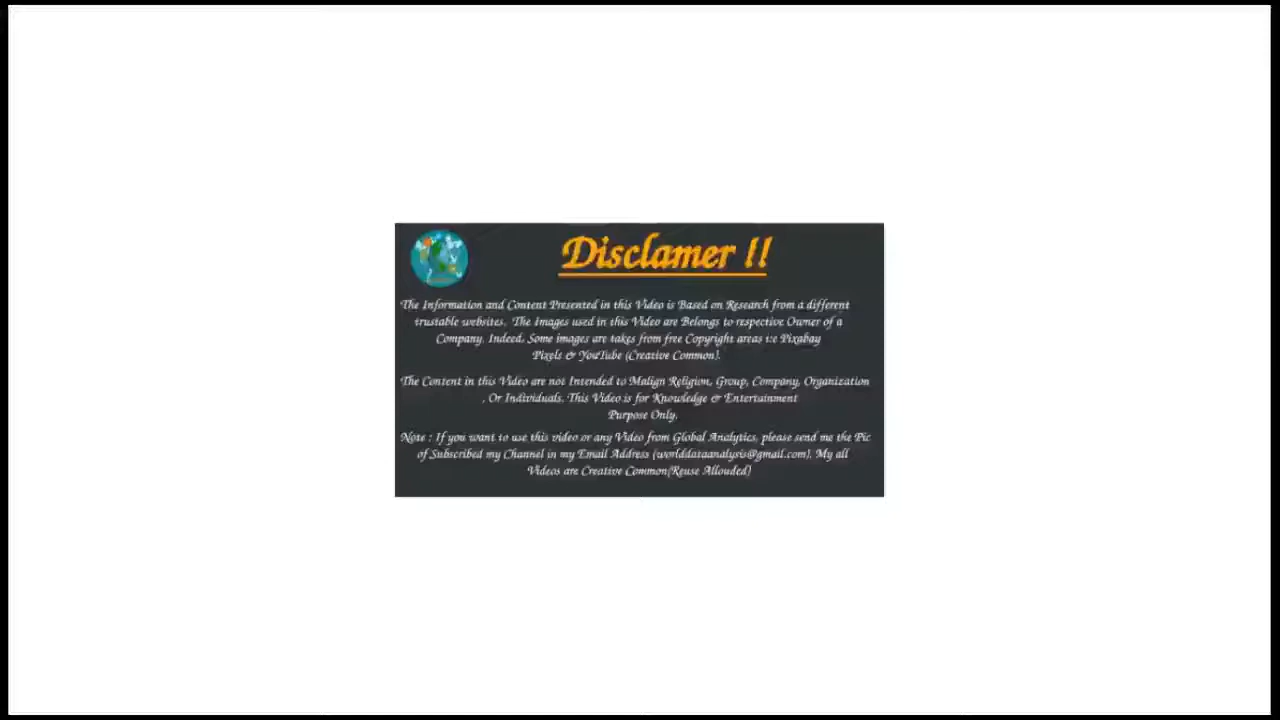 Disclamer !!
The Information and Content Presented in this Video is Based on Research from a different
trustable websites. The Images used in this Video are Belongs to respective Owner of a
Company. Indeed, Some images are takes from free Copyright areas i:e Pixabay
Pixels & YouTube (Creative Common).
The Content in this Video are not Intended to Malign Religion, Group, Company, Organization
, Or Individuals. This Video is for Knowledge & Entertainment
Purpose Only.
Note : If you want to use this video or any Video from Global Analytics, please send me the Pic
of Subscribed my Channel in my Email Address (worlddataanalysis@gmail.com). My all
Videos are Creative Common(Reuse Allouded)